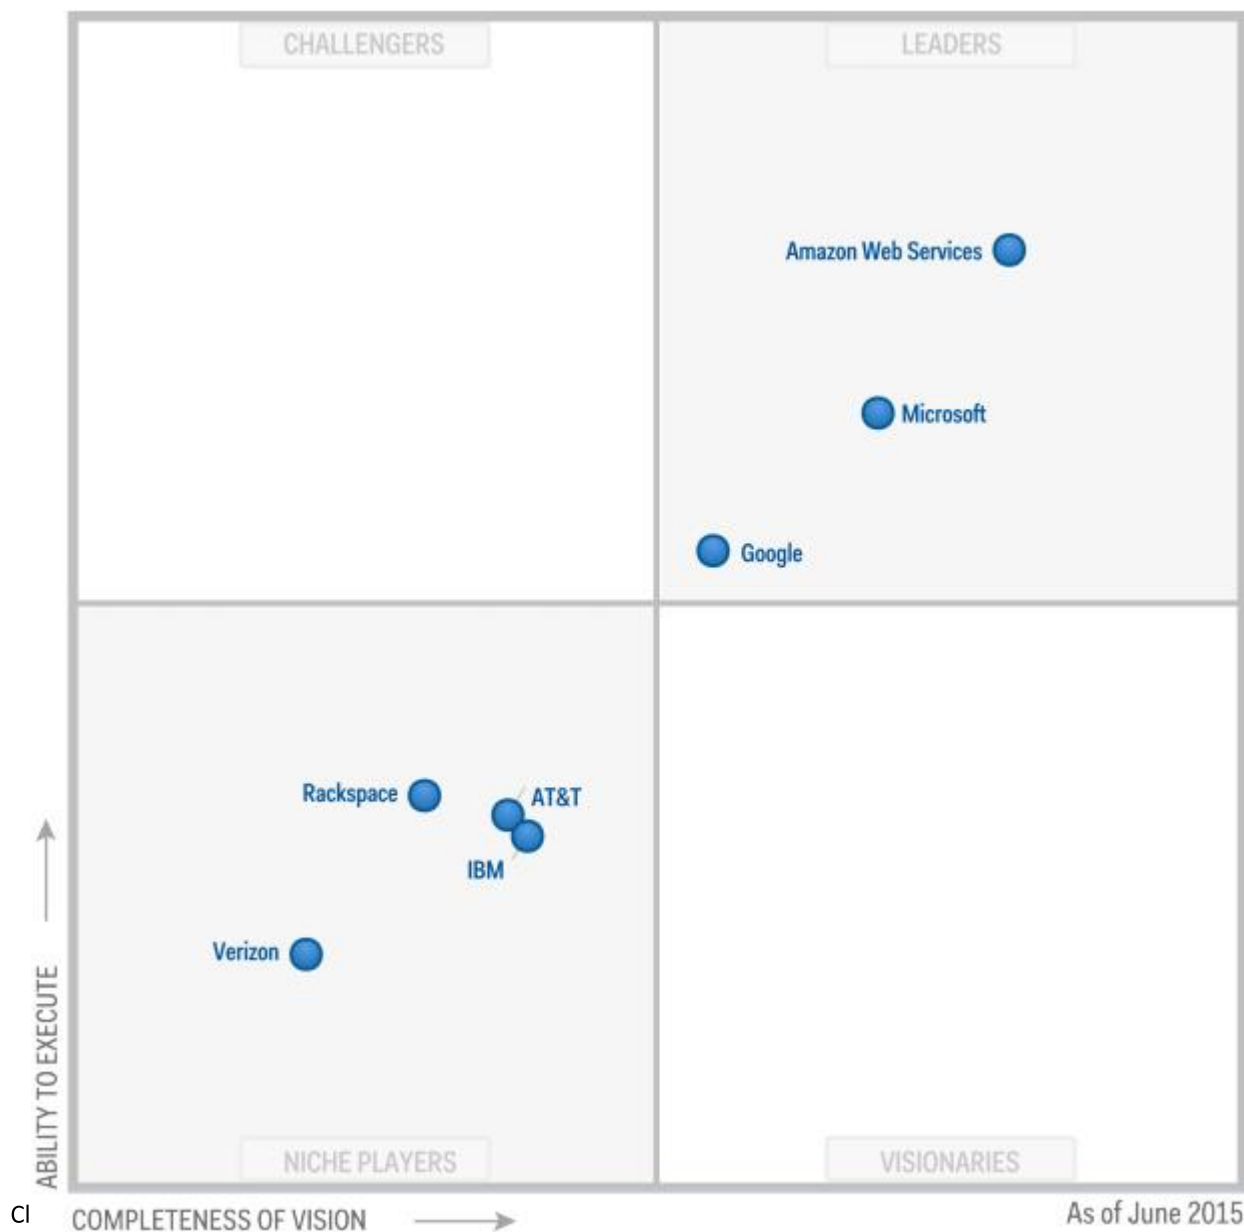 CHALLENGERS
LEADERS
Amazon Web Services
Microsoft
Google
Rackspace
AT&T
IBM
Verizon
ABILITY TO EXECUTE
NICHE PLAYERS
VISIONARIES
Cl
COMPLETENESS OF VISION
As of June 2015